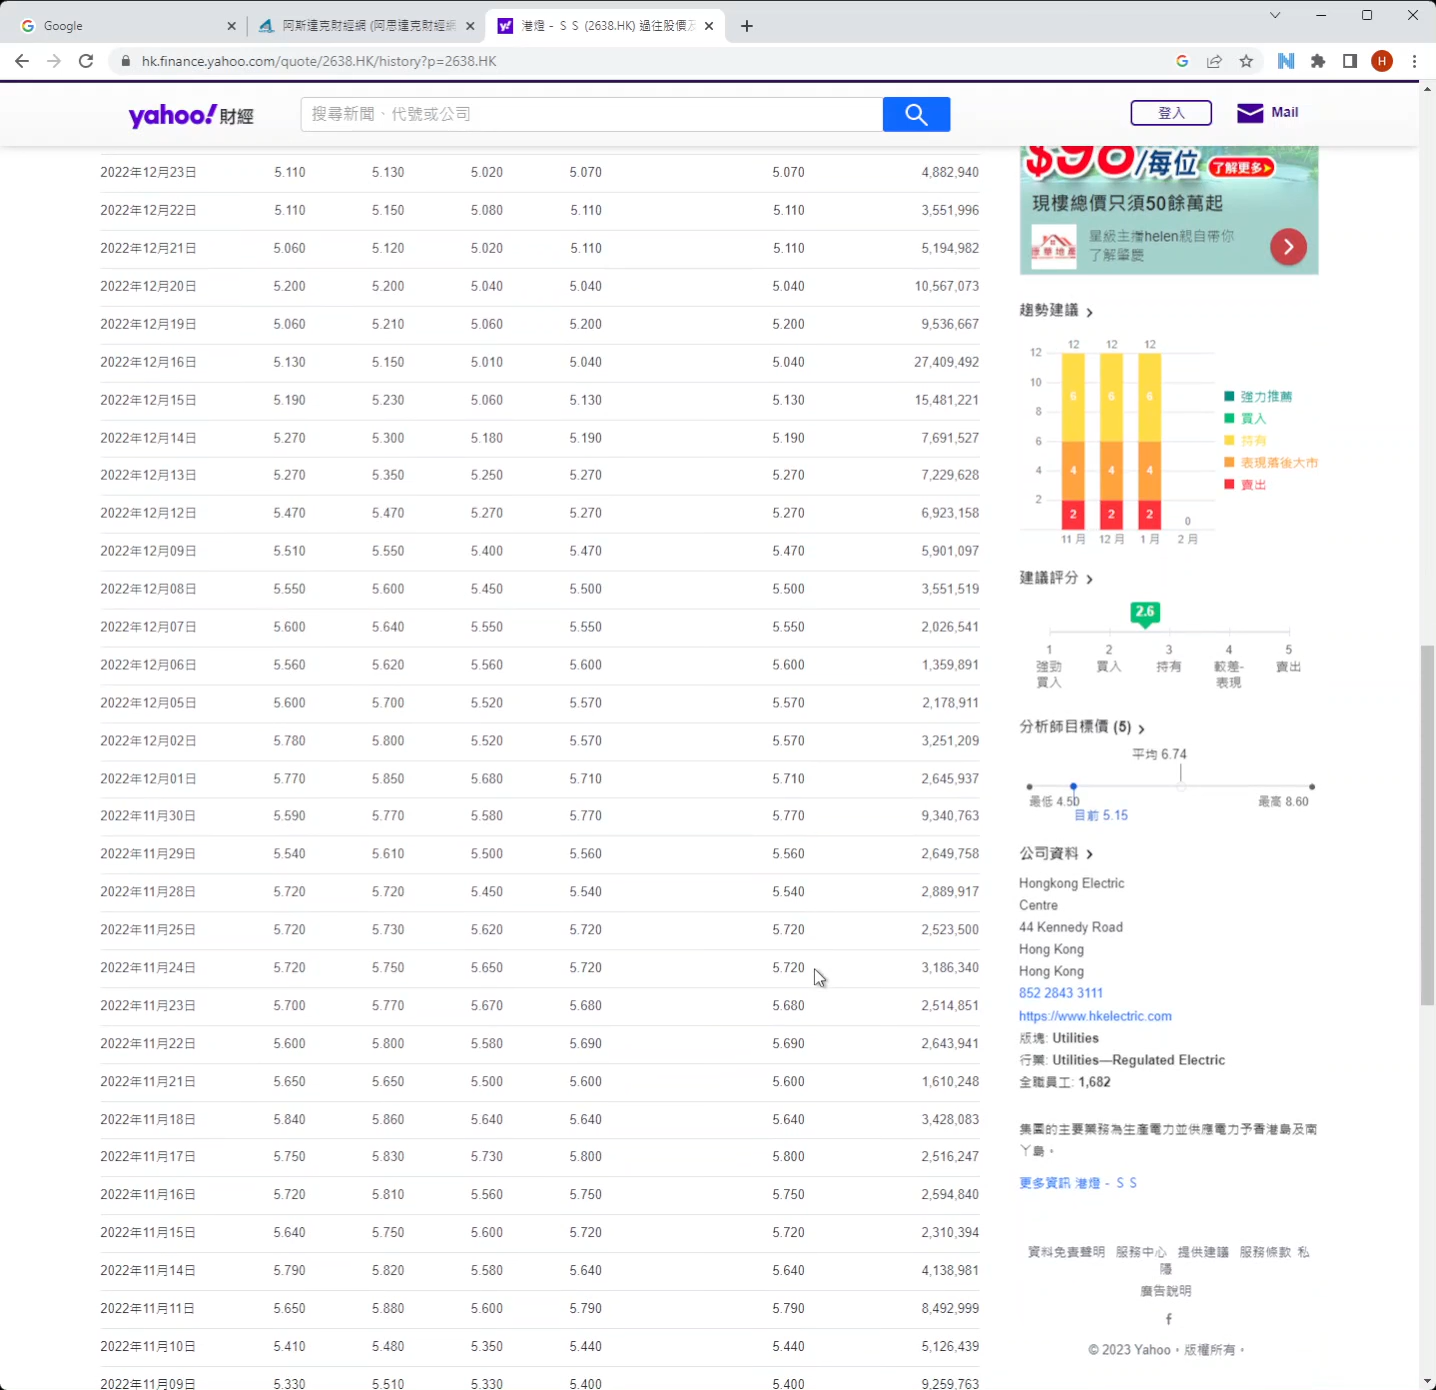 Google
阿斯達克財經網 (阿思達克財經網
港燈 - S S (2638.HK) 過往股價及
hk.finance.yahoo.com/quote/2638.HK/history?p=2638.HK
H
yahoo!財經
搜尋新聞、代號或公司
登入
Mail
2022年12月23日 5.110 5.130 5.020 5.070 5.070 4,882,940
2022年12月22日 5.110 5.150 5.080 5.110 5.110 3,551,996
2022年12月21日 5.060 5.120 5.020 5.110 5.110 5,194,982
2022年12月20日 5.200 5.200 5.040 5.040 5.040 10,567,073
2022年12月19日 5.060 5.210 5.060 5.200 5.200 9,536,667
2022年12月16日 5.130 5.150 5.010 5.040 5.040 27,409,492
2022年12月15日 5.190 5.230 5.060 5.130 5.130 15,481,221
2022年12月14日 5.270 5.300 5.180 5.190 5.190 7,691,527
2022年12月13日 5.270 5.350 5.250 5.270 5.270 7,229,628
2022年12月12日 5.470 5.470 5.270 5.270 5.270 6,923,158
2022年12月09日 5.510 5.550 5.400 5.470 5.470 5,901,097
2022年12月08日 5.550 5.600 5.450 5.500 5.500 3,551,519
2022年12月07日 5.600 5.640 5.550 5.550 5.550 2,026,541
2022年12月06日 5.560 5.620 5.560 5.600 5.600 1,359,891
2022年12月05日 5.600 5.700 5.520 5.570 5.570 2,178,911
2022年12月02日 5.780 5.800 5.520 5.570 5.570 3,251,209
2022年12月01日 5.770 5.850 5.680 5.710 5.710 2,645,937
2022年11月30日 5.590 5.770 5.580 5.770 5.770 9,340,763
2022年11月29日 5.540 5.610 5.500 5.560 5.560 2,649,758
2022年11月28日 5.720 5.720 5.450 5.540 5.540 2,889,917
2022年11月25日 5.720 5.730 5.620 5.720 5.720 2,523,500
2022年11月24日 5.720 5.750 5.650 5.720 5.720 3,186,340
2022年11月23日 5.700 5.770 5.670 5.680 5.680 2,514,851
2022年11月22日 5.600 5.800 5.580 5.690 5.690 2,643,941
2022年11月21日 5.650 5.650 5.500 5.600 5.600 1,610,248
2022年11月18日 5.840 5.860 5.640 5.640 5.640 3,428,083
2022年11月17日 5.750 5.830 5.730 5.800 5.800 2,516,247
2022年11月16日 5.720 5.810 5.560 5.750 5.750 2,594,840
2022年11月15日 5.640 5.750 5.600 5.720 5.720 2,310,394
2022年11月14日 5.790 5.820 5.580 5.640 5.640 4,138,981
2022年11月11日 5.650 5.880 5.600 5.790 5.790 8,492,999
2022年11月10日 5.410 5.480 5.350 5.440 5.440 5,126,439
2022年11月09日 5.330 5.510 5.330 5.400 5.400 9,259,763
$98/每位 了解更多
現樓總價只須50餘萬起
星級主播helen親自帶你
了解肇慶
趨勢建議
12 12 12
12
10
8
6
4
2
6 6 6
4 4 4
2 2 2
0
11 月 12 月 1 月 2 月
強力推薦
買入
持有
表現落後大市
賣出
建議評分
2.6
1 2 3 4 5
強勁 買入 持有 較差- 賣出
買入 表現
分析師目標價 (5)
平均 6.74
最低 4.50 最高 8.60
目前 5.15
公司資料
Hongkong Electric
Centre
44 Kennedy Road
Hong Kong
Hong Kong
852 2843 3111
https://www.hkelectric.com
版塊: Utilities
行業: Utilities—Regulated Electric
全職員工: 1,682
集團的主要業務為生產電力並供應電力予香港島及南
丫島。
更多資訊 港燈 - S S
資料免責聲明 服務中心 提供建議 服務條款 私
隱
廣告說明
© 2023 Yahoo。版權所有。